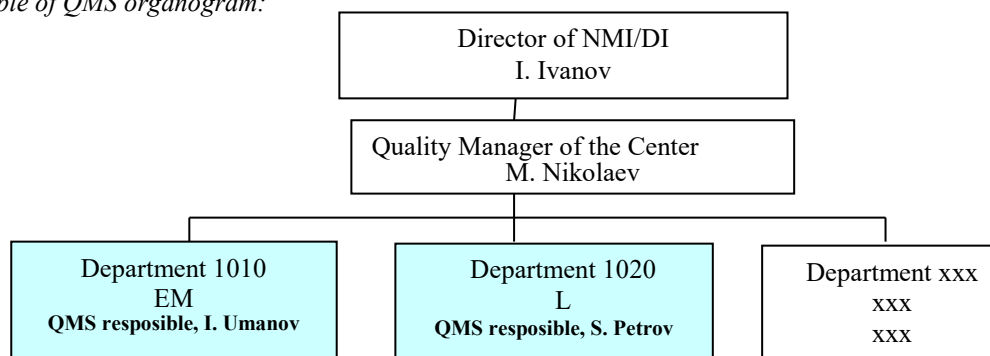 ple of QMS organogram:
Director of NMI/DI
I. Ivanov
Quality Manager of the Center
M. Nikolaev
Department 1010
EM
QMS resposible, I. Umanov
Department 1020
L
QMS resposible, S. Petrov
Department xxx
xxx
xxx